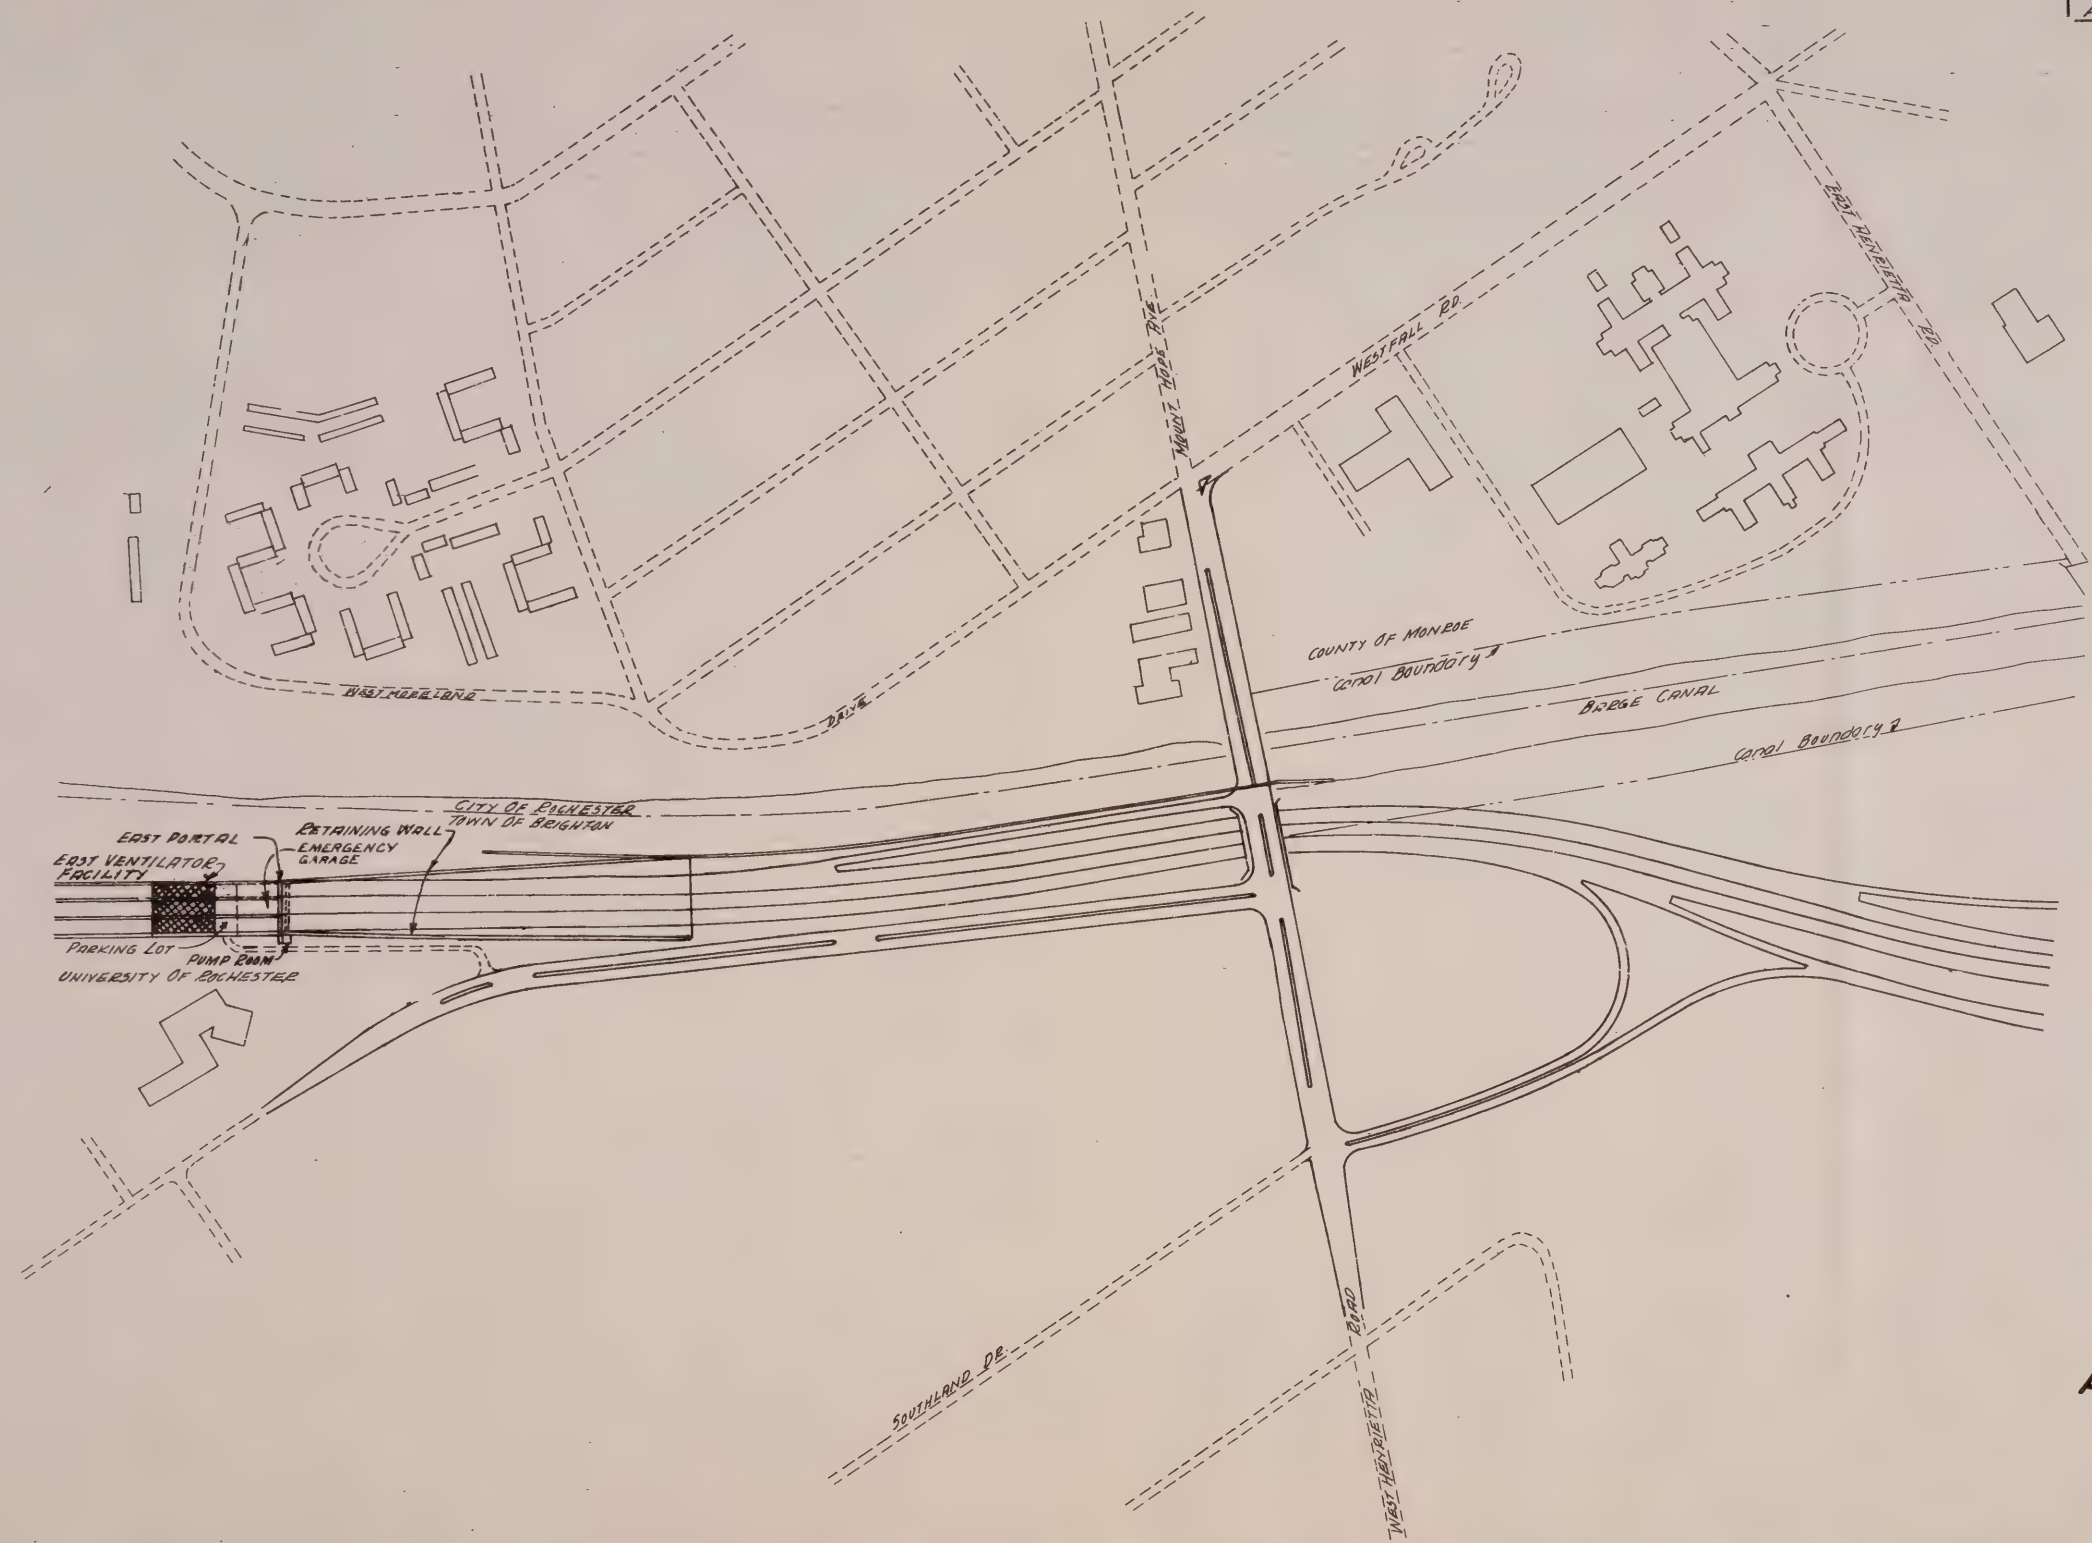 EAST HENRIETTA RD.
MOUNT HOPE AVE.
WESTFALL RD.
COUNTY OF MONROE
Canal Boundary
BARGE CANAL
Canal Boundary
WEST MORELAND
DRIVE
CITY OF ROCHESTER
TOWN OF BRIGHTON
EAST PORTAL
RETAINING WALL
EMERGENCY
GARAGE
EAST VENTILATOR
FACILITY
PARKING LOT
PUMP ROOM
UNIVERSITY OF ROCHESTER
SOUTHLAND DR.
WEST HENRIETTA ROAD